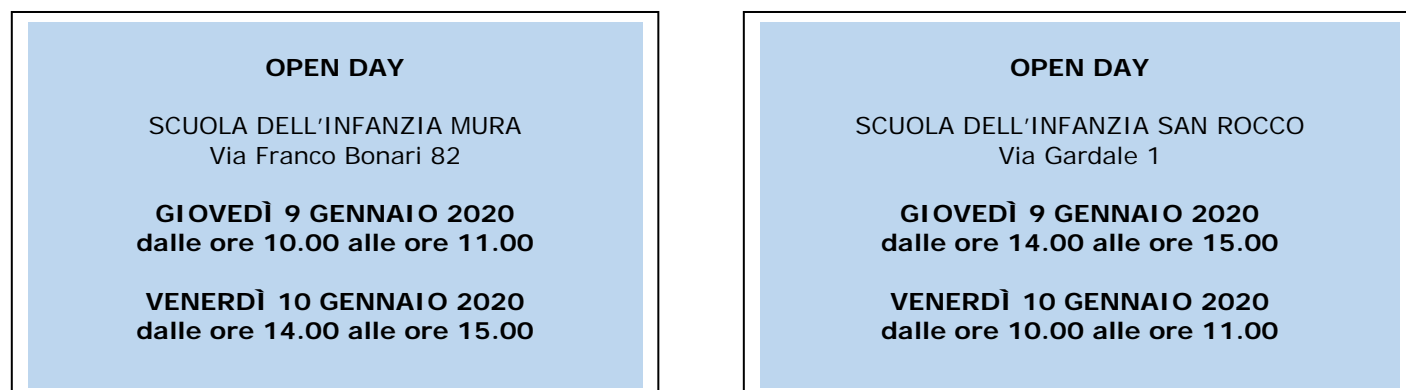 OPEN DAY
SCUOLA DELL'INFANZIA MURA
Via Franco Bonari 82
GIOVEDÌ 9 GENNAIO 2020
dalle ore 10.00 alle ore 11.00
VENERDÌ 10 GENNAIO 2020
dalle ore 14.00 alle ore 15.00
OPEN DAY
SCUOLA DELL'INFANZIA SAN ROCCO
Via Gardale 1
GIOVEDÌ 9 GENNAIO 2020
dalle ore 14.00 alle ore 15.00
VENERDÌ 10 GENNAIO 2020
dalle ore 10.00 alle ore 11.00